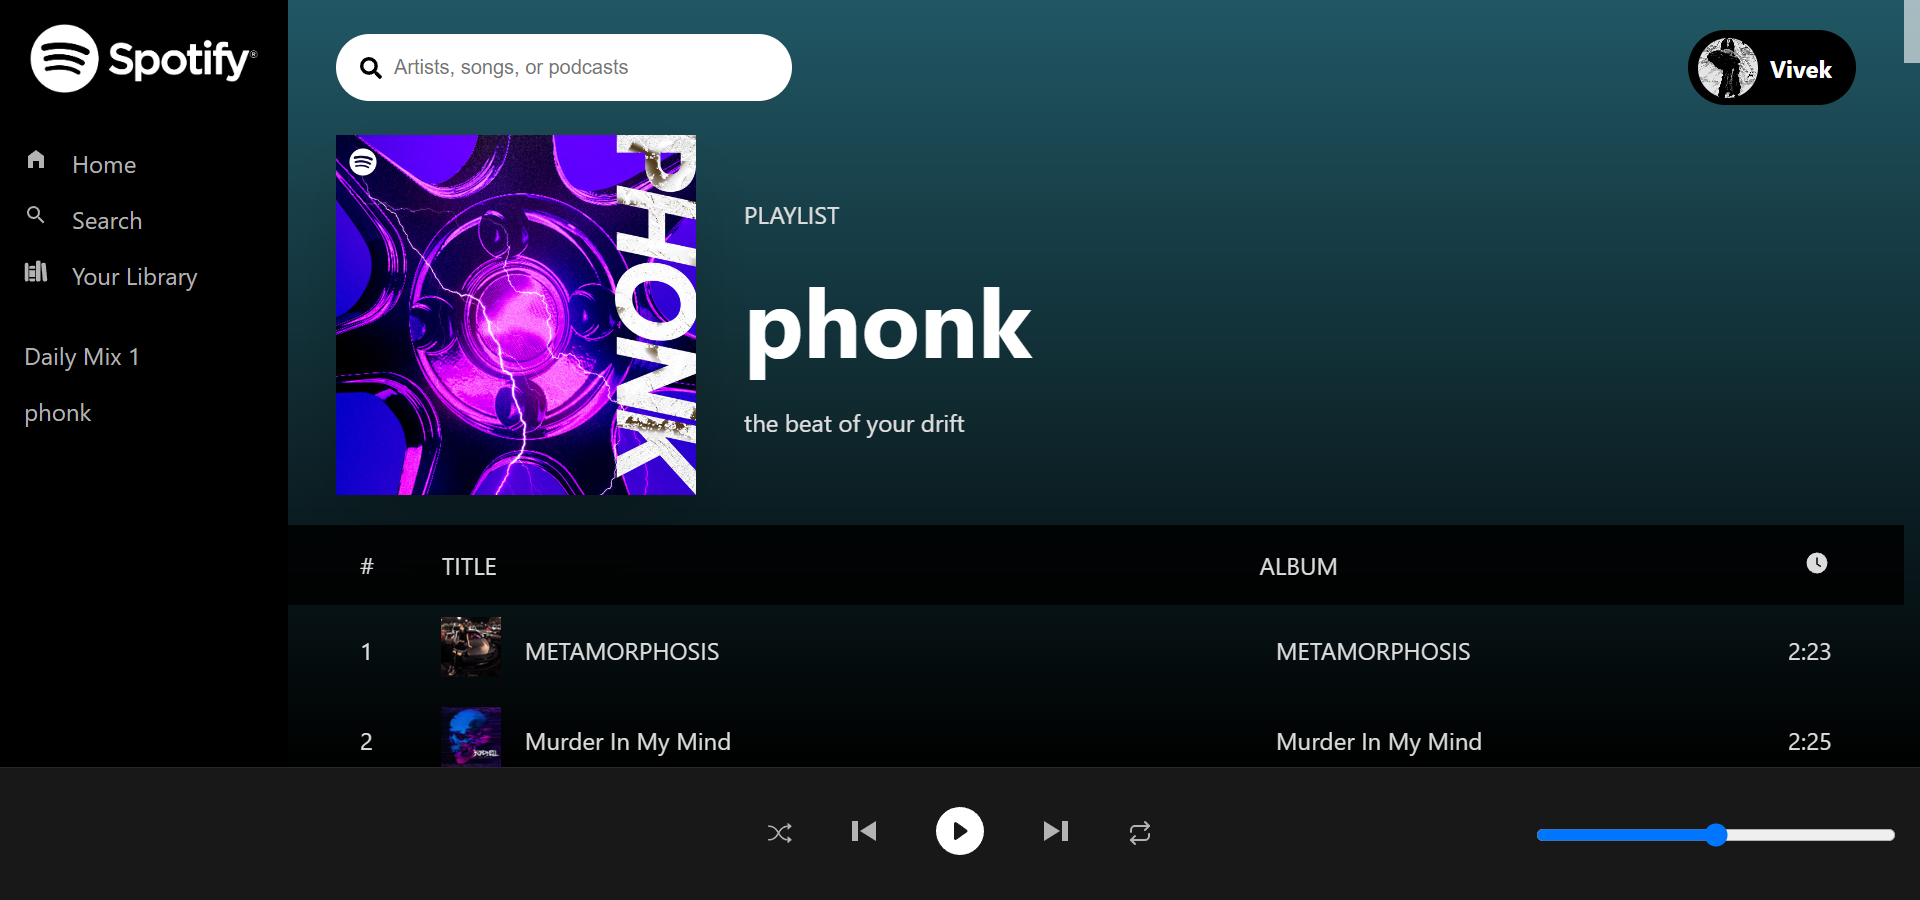 Spotify®
Home
Search
Your Library
Daily Mix 1
phonk
Artists, songs, or podcasts
Vivek
PHONK
PLAYLIST
phonk
the beat of your drift
# TITLE ALBUM
1 METAMORPHOSIS METAMORPHOSIS 2:23
2 Murder In My Mind Murder In My Mind 2:25